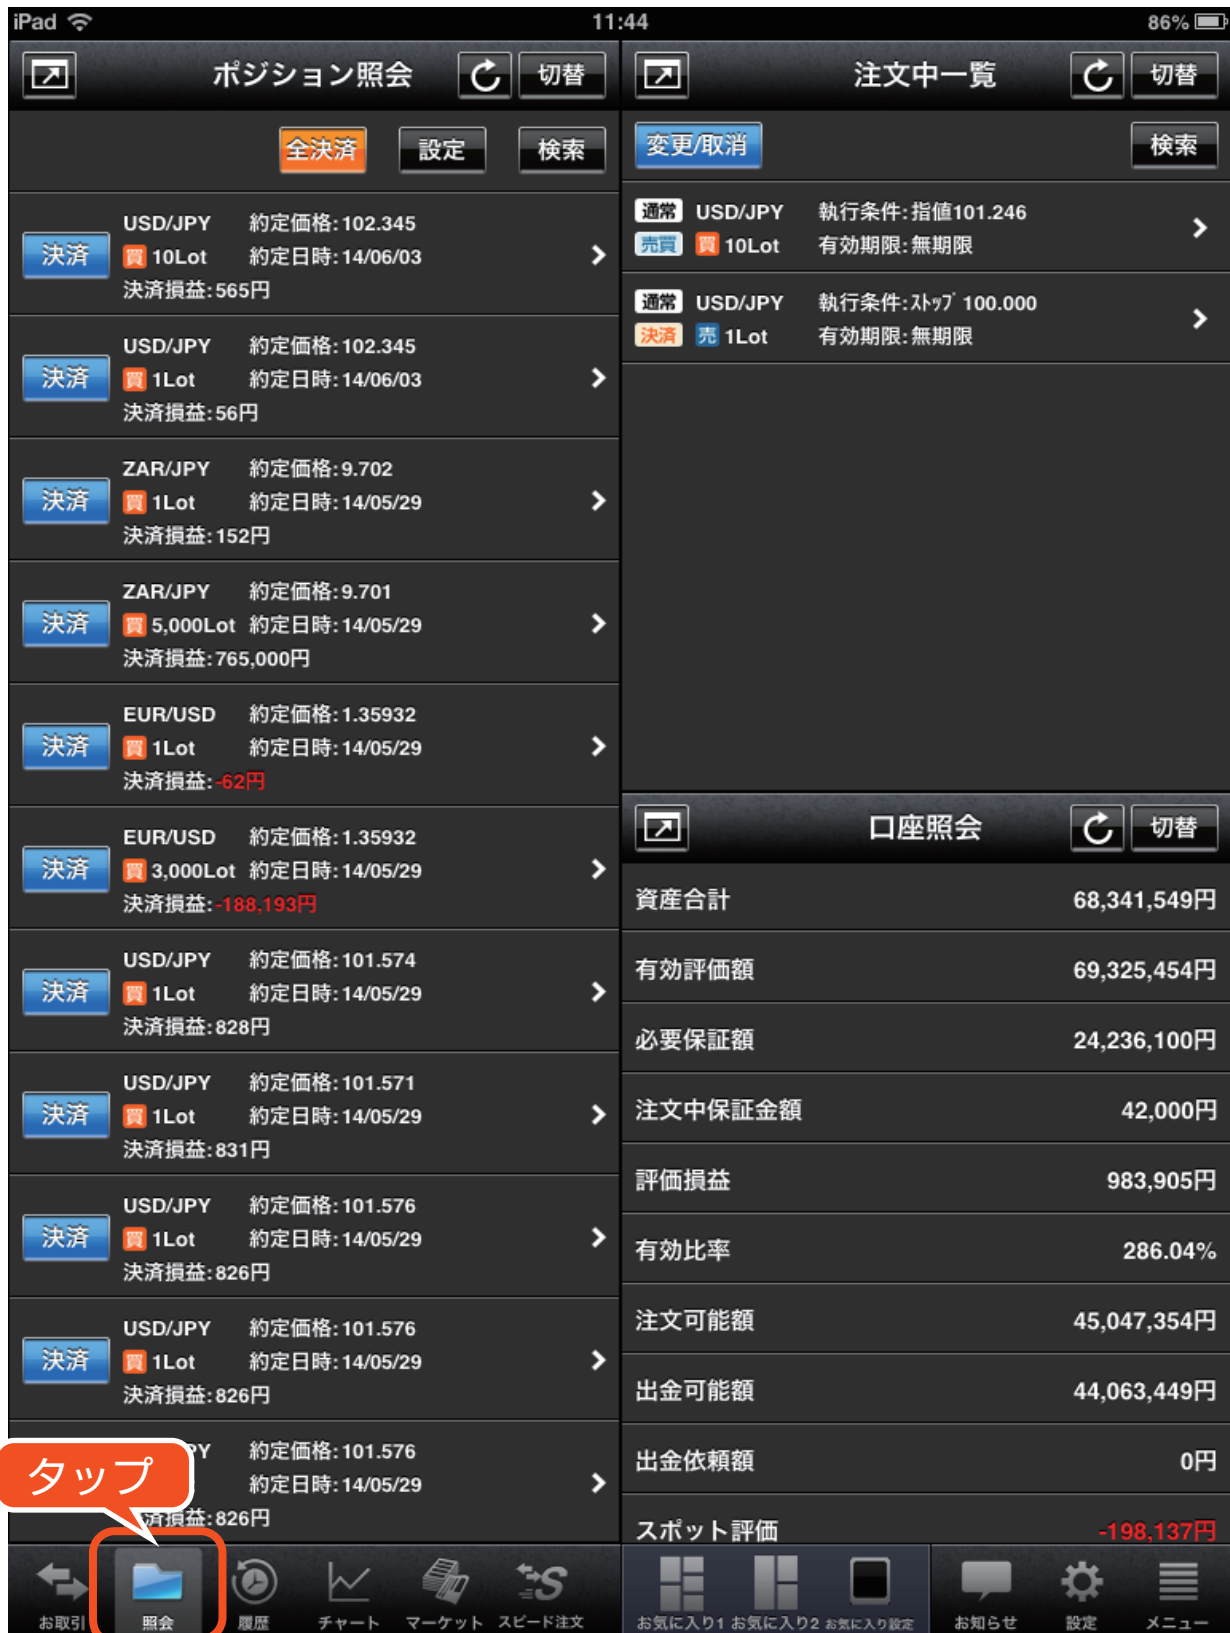 iPad 11:44 86%
ポジション照会 切替
全決済 設定 検索
USD/JPY 約定価格:102.345
決済 買 10Lot 約定日時:14/06/03
決済損益:565円
USD/JPY 約定価格:102.345
決済 買 1Lot 約定日時:14/06/03
決済損益:56円
ZAR/JPY 約定価格:9.702
決済 買 1Lot 約定日時:14/05/29
決済損益:152円
ZAR/JPY 約定価格:9.701
決済 買 5,000Lot 約定日時:14/05/29
決済損益:765,000円
EUR/USD 約定価格:1.35932
決済 買 1Lot 約定日時:14/05/29
決済損益:-62円
EUR/USD 約定価格:1.35932
決済 買 3,000Lot 約定日時:14/05/29
決済損益:-188,193円
USD/JPY 約定価格:101.574
決済 買 1Lot 約定日時:14/05/29
決済損益:828円
USD/JPY 約定価格:101.571
決済 買 1Lot 約定日時:14/05/29
決済損益:831円
USD/JPY 約定価格:101.576
決済 買 1Lot 約定日時:14/05/29
決済損益:826円
USD/JPY 約定価格:101.576
決済 買 1Lot 約定日時:14/05/29
決済損益:826円
PY 約定価格:101.576
約定日時:14/05/29
済損益:826円
タップ
注文中一覧 切替
変更/取消 検索
通常 USD/JPY 執行条件:指値101.246
売買 買 10Lot 有効期限:無期限
通常 USD/JPY 執行条件:ｽﾄｯﾌﾟ 100.000
決済 売 1Lot 有効期限:無期限
口座照会 切替
資産合計 68,341,549円
有効評価額 69,325,454円
必要保証額 24,236,100円
注文中保証金額 42,000円
評価損益 983,905円
有効比率 286.04%
注文可能額 45,047,354円
出金可能額 44,063,449円
出金依頼額 0円
スポット評価 -198,137円
お取引 照会 履歴 チャート マーケット スピード注文 お気に入り1 お気に入り2 お気に入り設定 お知らせ 設定 メニュー